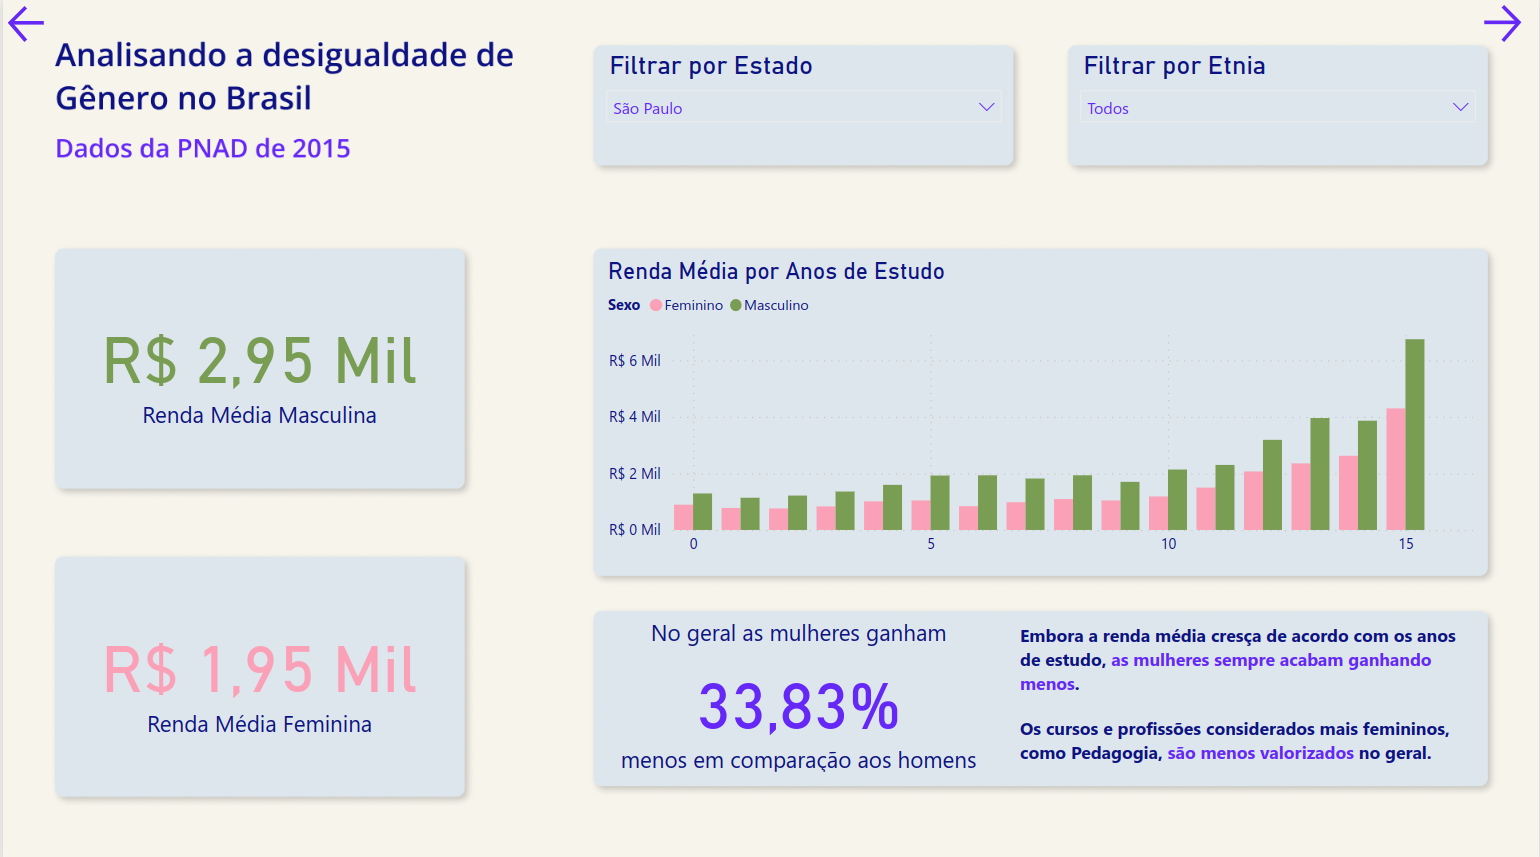 Analisando a desigualdade de
Gênero no Brasil
Dados da PNAD de 2015
Filtrar por Estado
São Paulo
Filtrar por Etnia
Todos
R$ 2,95 Mil
Renda Média Masculina
R$ 1,95 Mil
Renda Média Feminina
Renda Média por Anos de Estudo
Sexo Feminino Masculino
R$ 6 Mil
R$ 4 Mil
R$ 2 Mil
R$ 0 Mil
0 5 10 15
No geral as mulheres ganham
33,83%
menos em comparação aos homens
Embora a renda média cresça de acordo com os anos
de estudo, as mulheres sempre acabam ganhando
menos.
Os cursos e profissões considerados mais femininos,
como Pedagogia, são menos valorizados no geral.